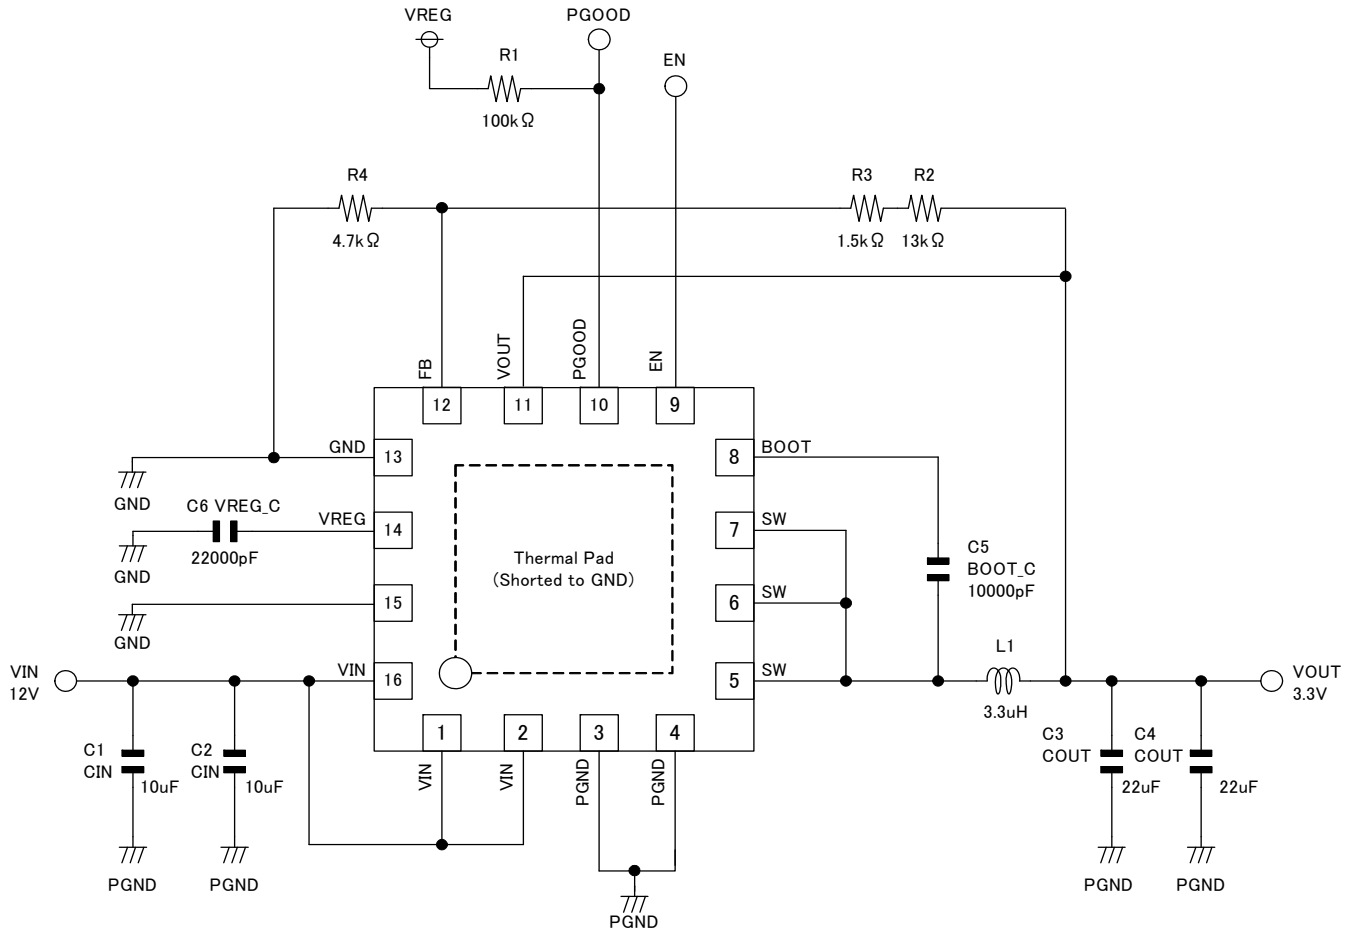 VREG
PGOOD
EN
R1
100kΩ
R4
4.7kΩ
R3
1.5kΩ
R2
13kΩ
FB
VOUT
PGOOD
EN
12
11
10
9
GND
13
8
BOOT
GND
C6 VREG_C
22000pF
VREG
14
7
SW
GND
Thermal Pad
(Shorted to GND)
C5
BOOT_C
10000pF
15
6
SW
GND
L1
3.3uH
VIN
12V
VIN
16
5
SW
VOUT
3.3V
1
2
3
4
C1
CIN
10uF
C2
CIN
10uF
VIN
VIN
PGND
PGND
C3
COUT
22uF
C4
COUT
22uF
PGND
PGND
PGND
PGND
PGND